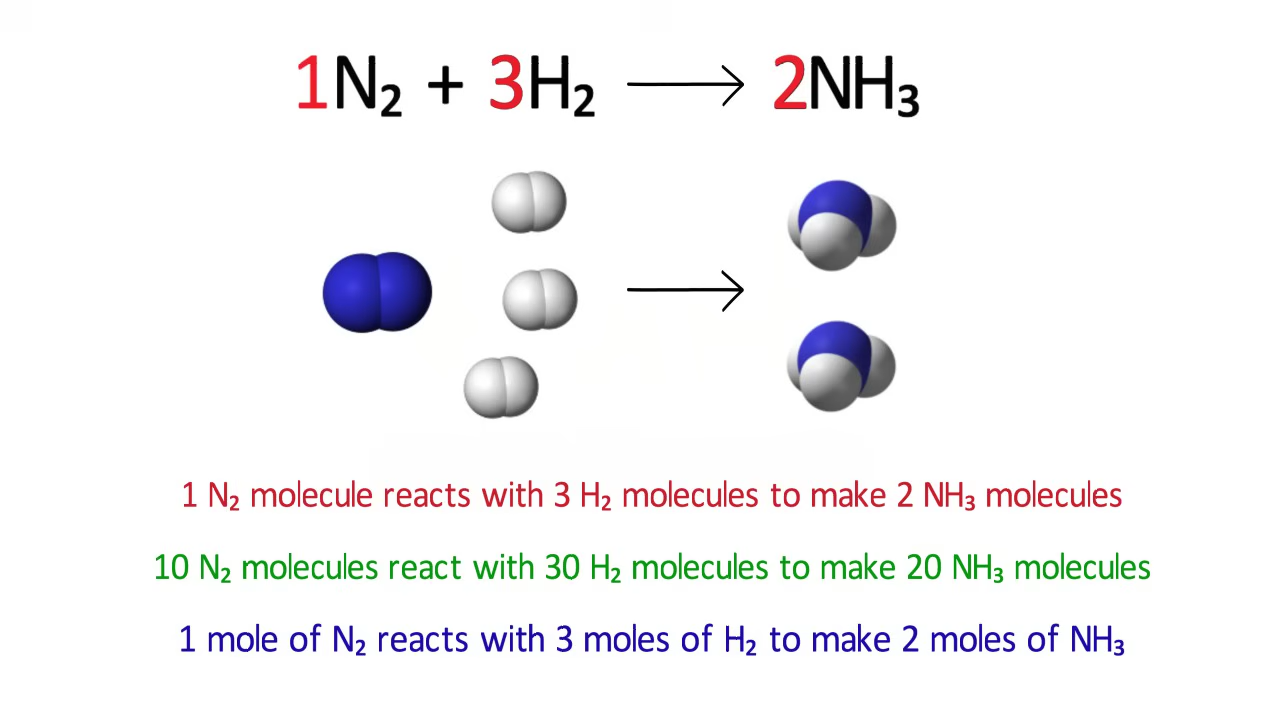 1N₂ + 3H₂ ⟶ 2NH₃
1 N₂ molecule reacts with 3 H₂ molecules to make 2 NH₃ molecules
10 N₂ molecules react with 30 H₂ molecules to make 20 NH₃ molecules
1 mole of N₂ reacts with 3 moles of H₂ to make 2 moles of NH₃